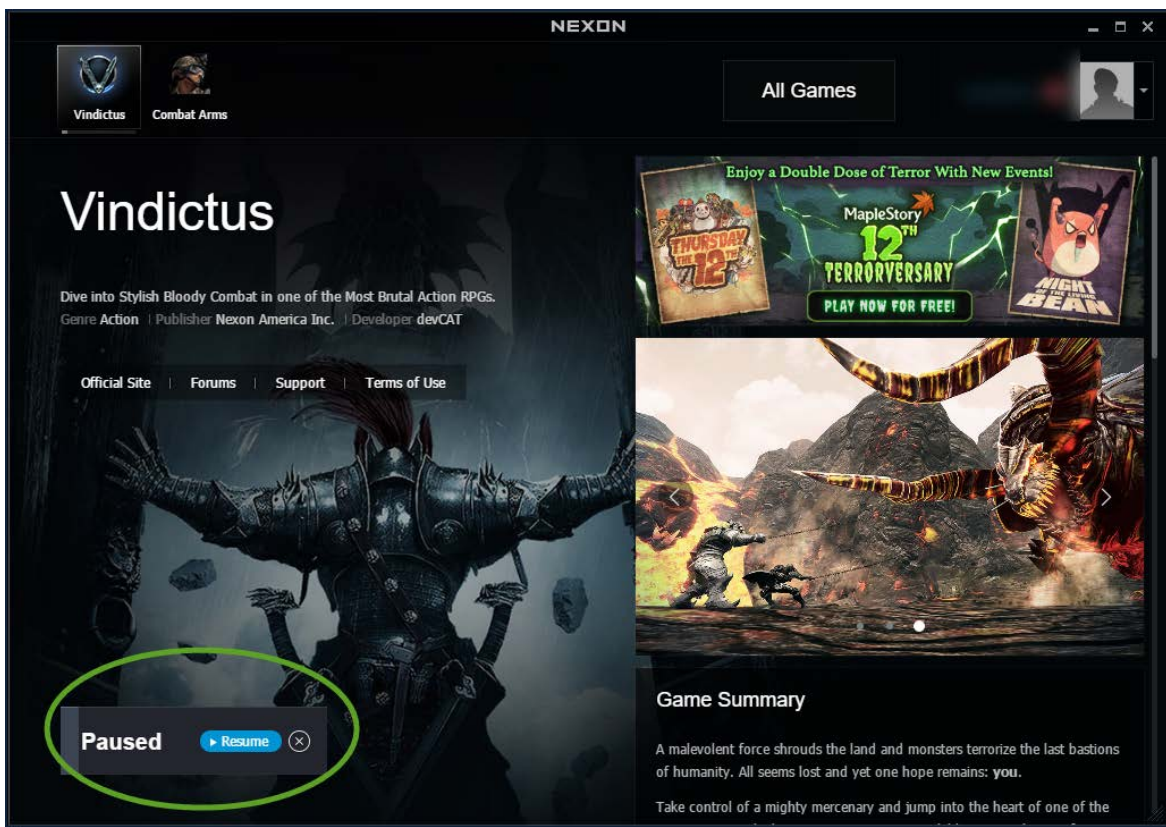 NEXON
Vindictus
Combat Arms
All Games
Vindictus
Dive into Stylish Bloody Combat in one of the Most Brutal Action RPGs.
Genre Action | Publisher Nexon America Inc. | Developer devCAT
Official Site | Forums | Support | Terms of Use
Paused
Resume
Enjoy a Double Dose of Terror With New Events!
THURSDAY
THE 12TH
MapleStory
12TH
TERRORVERSARY
PLAY NOW FOR FREE!
NIGHT
OF THE LIVING
BEAN
Game Summary
A malevolent force shrouds the land and monsters terrorize the last bastions
of humanity. All seems lost and yet one hope remains: you.
Take control of a mighty mercenary and jump into the heart of one of the